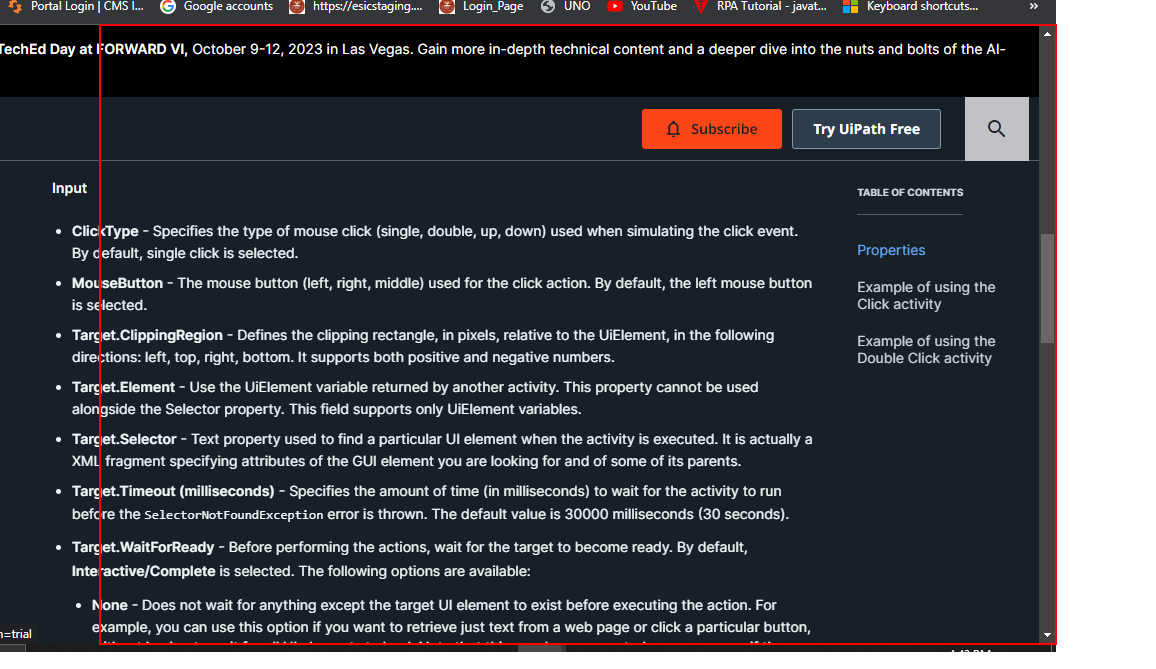 Portal Login | CMS I...
Google accounts
https://esicstaging....
Login_Page
UNO
YouTube
RPA Tutorial - javat...
Keyboard shortcuts...
»
TechEd Day at FORWARD VI, October 9-12, 2023 in Las Vegas. Gain more in-depth technical content and a deeper dive into the nuts and bolts of the AI-
Subscribe
Try UiPath Free
Input
• ClickType - Specifies the type of mouse click (single, double, up, down) used when simulating the click event.
By default, single click is selected.
• MouseButton - The mouse button (left, right, middle) used for the click action. By default, the left mouse button
is selected.
• Target.ClippingRegion - Defines the clipping rectangle, in pixels, relative to the UiElement, in the following
directions: left, top, right, bottom. It supports both positive and negative numbers.
• Target.Element - Use the UiElement variable returned by another activity. This property cannot be used
alongside the Selector property. This field supports only UiElement variables.
• Target.Selector - Text property used to find a particular UI element when the activity is executed. It is actually a
XML fragment specifying attributes of the GUI element you are looking for and of some of its parents.
• Target.Timeout (milliseconds) - Specifies the amount of time (in milliseconds) to wait for the activity to run
before the SelectorNotFoundException error is thrown. The default value is 30000 milliseconds (30 seconds).
• Target.WaitForReady - Before performing the actions, wait for the target to become ready. By default,
Interactive/Complete is selected. The following options are available:
• None - Does not wait for anything except the target UI element to exist before executing the action. For
example, you can use this option if you want to retrieve just text from a web page or click a particular button,
TABLE OF CONTENTS
Properties
Example of using the
Click activity
Example of using the
Double Click activity
n=trial